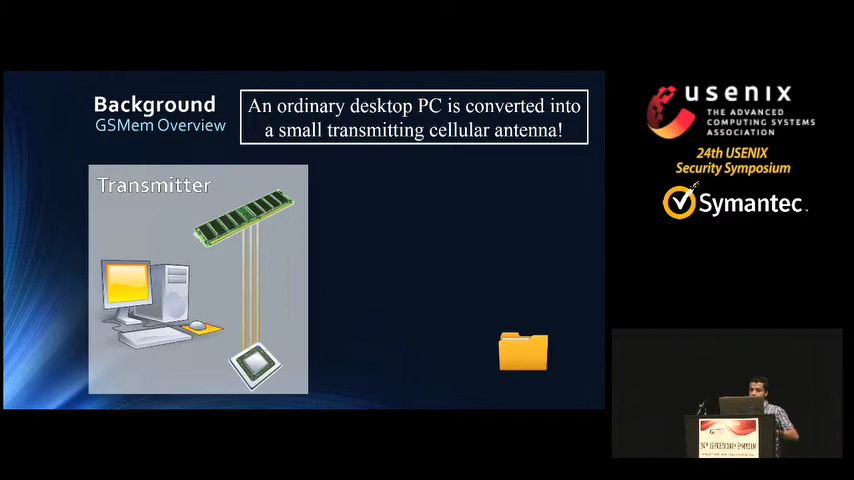 Background
GSMem Overview
An ordinary desktop PC is converted into
a small transmitting cellular antenna!
Transmitter
usenix
THE ADVANCED
COMPUTING SYSTEMS
ASSOCIATION
24th USENIX
Security Symposium
Symantec.